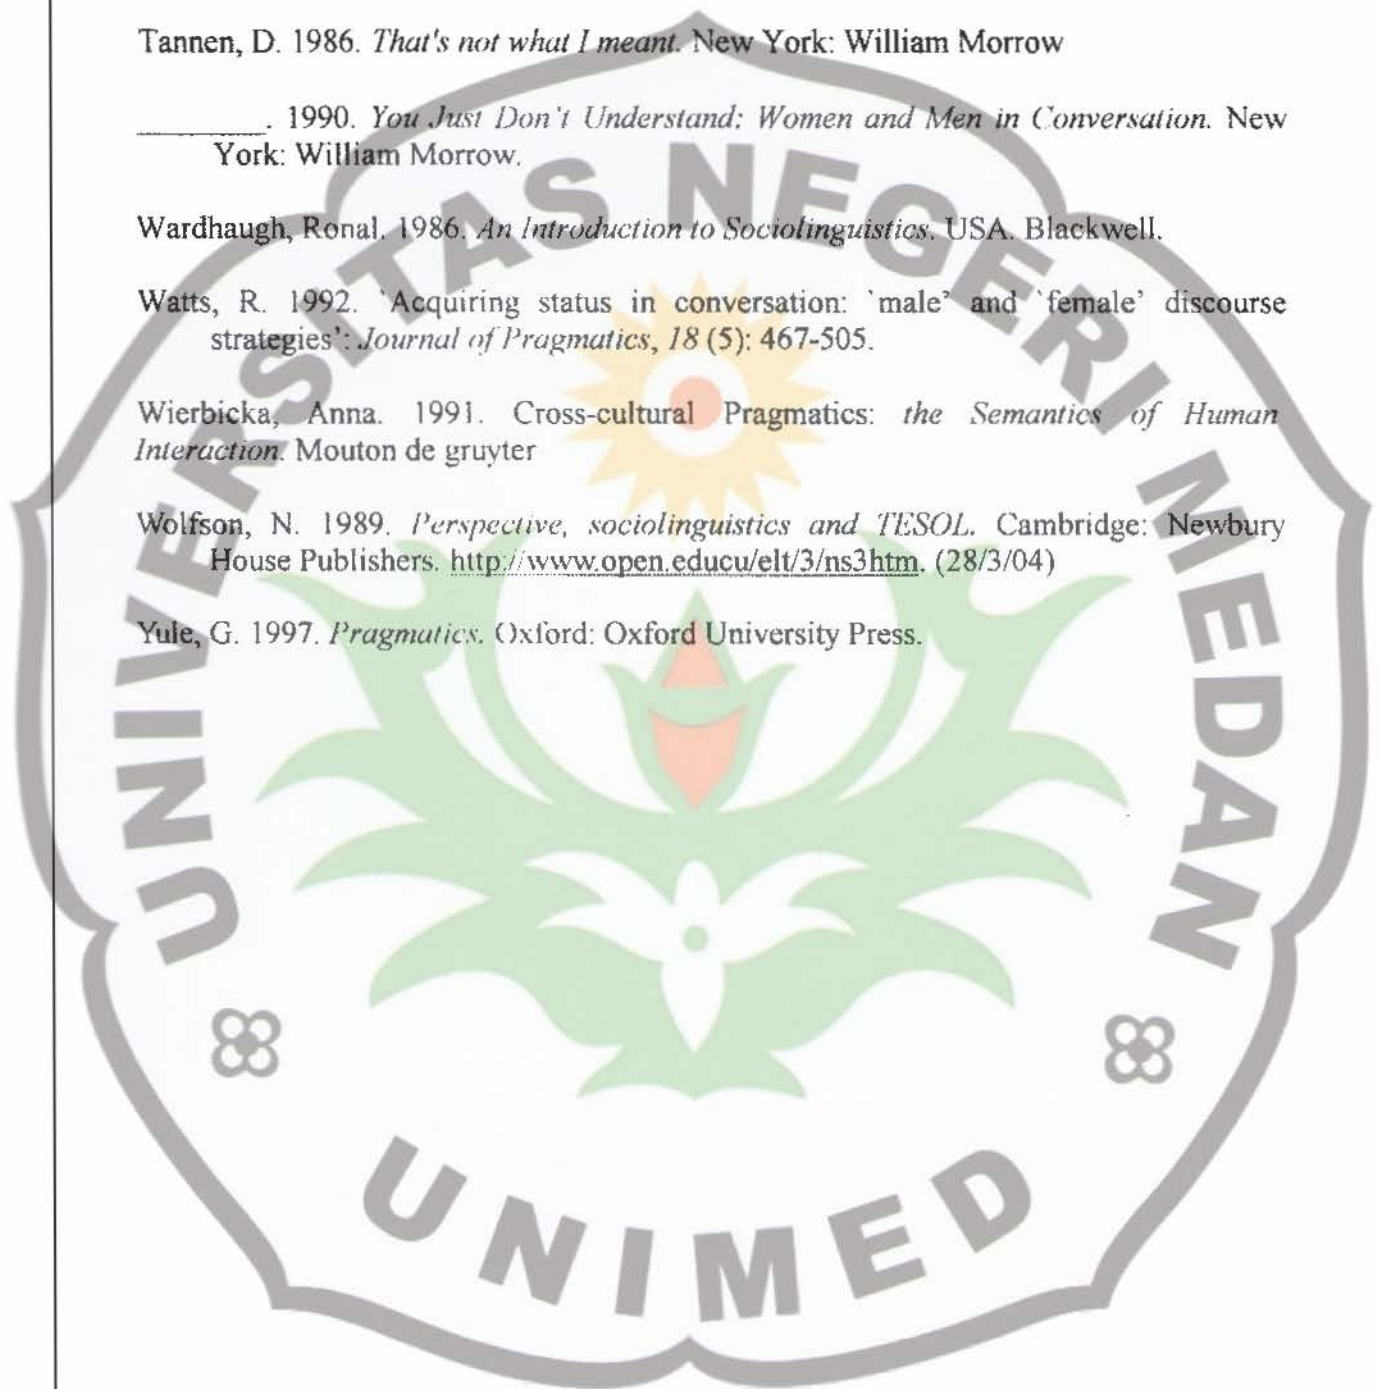 Tannen, D. 1986. That's not what I meant. New York: William Morrow
________. 1990. You Just Don't Understand: Women and Men in Conversation. New
York: William Morrow.
Wardhaugh, Ronal. 1986. An Introduction to Sociolinguistics. USA. Blackwell.
Watts, R. 1992. `Acquiring status in conversation: `male' and `female' discourse
strategies': Journal of Pragmatics, 18 (5): 467-505.
Wierbicka, Anna. 1991. Cross-cultural Pragmatics: the Semantics of Human
Interaction. Mouton de gruyter
Wolfson, N. 1989. Perspective, sociolinguistics and TESOL. Cambridge: Newbury
House Publishers. http://www.open.educu/elt/3/ns3htm. (28/3/04)
Yule, G. 1997. Pragmatics. Oxford: Oxford University Press.
UNIVERSITAS NEGERI MEDAN
UNIMED